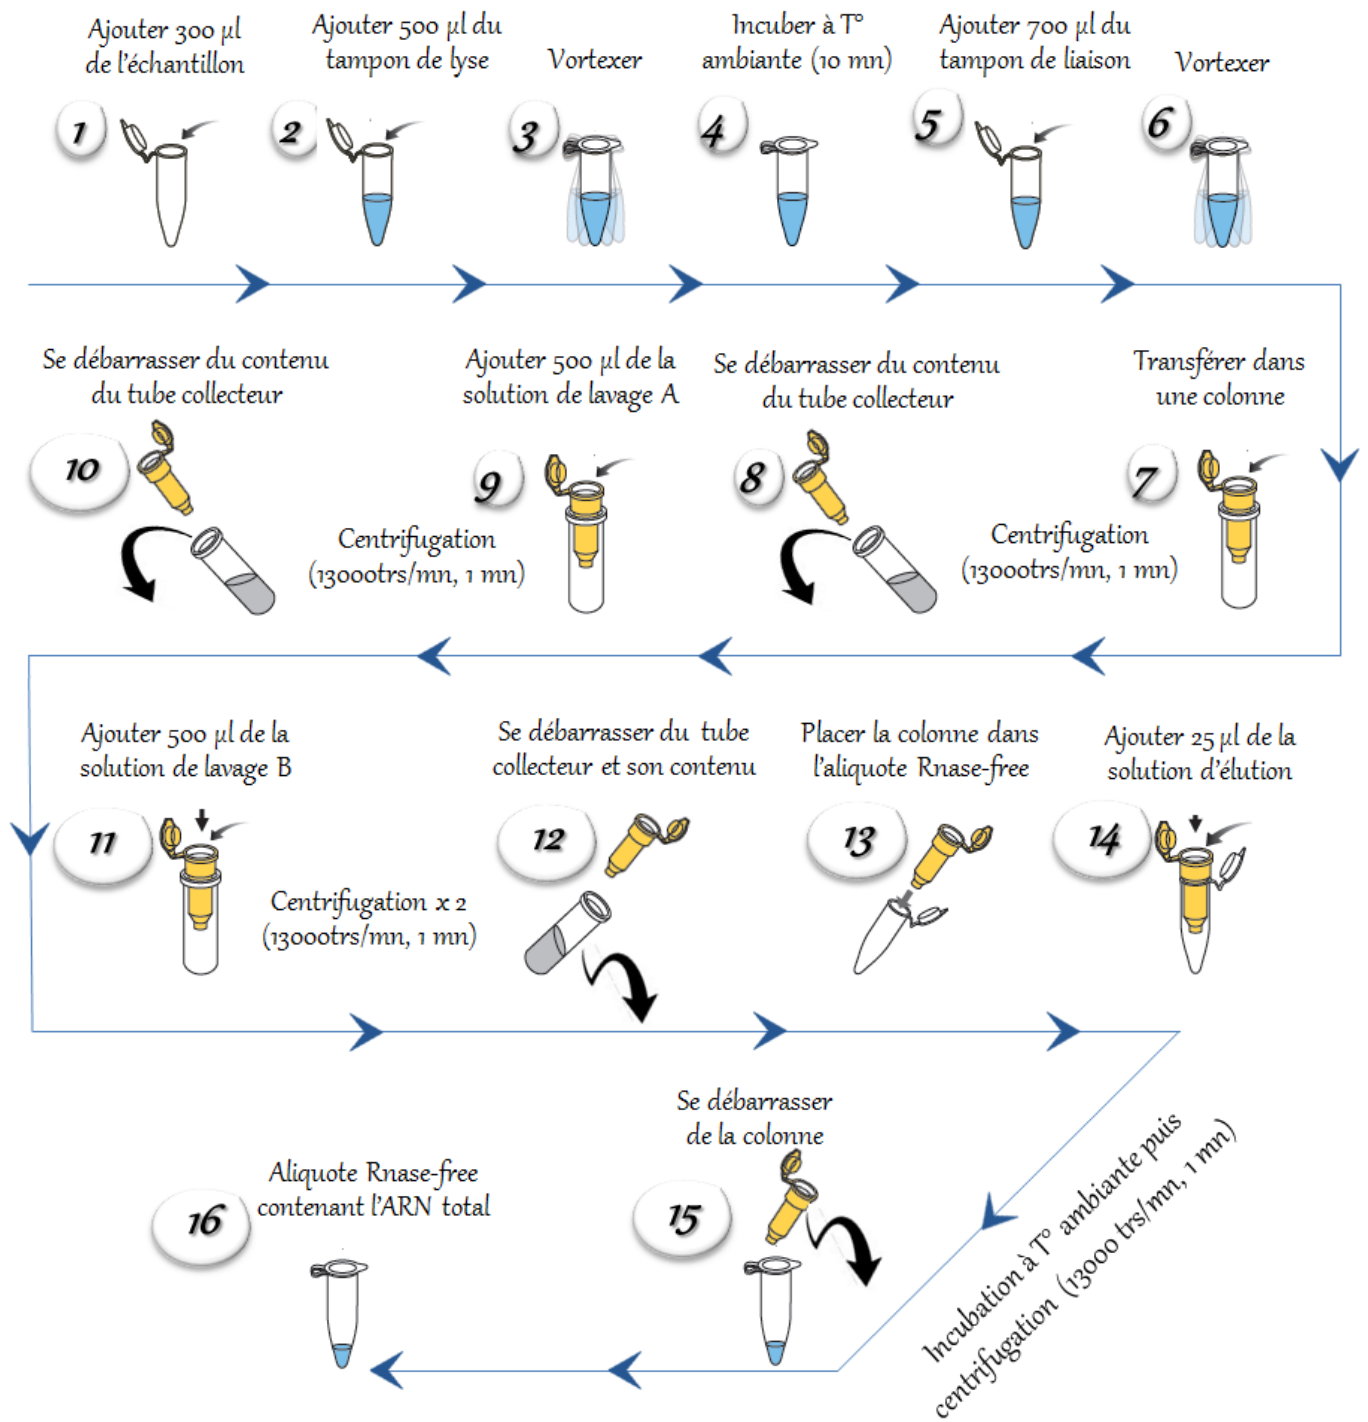 Ajouter 300 µl
de l'échantillon
1
Ajouter 500 µl du
tampon de lyse
2
Vortexer
3
Incuber à T°
ambiante (10 mn)
4
Ajouter 700 µl du
tampon de liaison
5
Vortexer
6
Transférer dans
une colonne
7
Centrifugation
(13000trs/mn, 1 mn)
Se débarrasser du contenu
du tube collecteur
8
Ajouter 500 µl de la
solution de lavage A
9
Centrifugation
(13000trs/mn, 1 mn)
Se débarrasser du contenu
du tube collecteur
10
Ajouter 500 µl de la
solution de lavage B
11
Centrifugation x 2
(13000trs/mn, 1 mn)
Se débarrasser du tube
collecteur et son contenu
12
Placer la colonne dans
l'aliquote Rnase-free
13
Ajouter 25 µl de la
solution d'élution
14
Incubation à T° ambiante puis
centrifugation (13000 trs/mn, 1 mn)
Se débarrasser
de la colonne
15
Aliquote Rnase-free
contenant l'ARN total
16